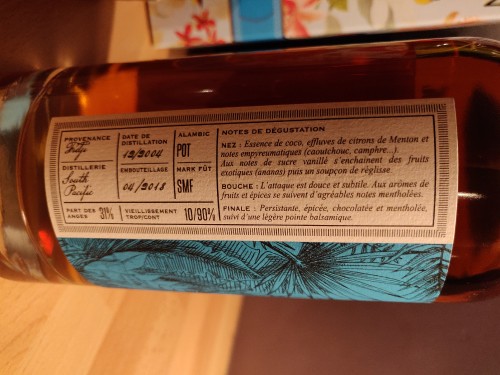 PROVENANCE
Fidji
DATE DE
DISTILLATION
12/2004
ALAMBIC
POT
DISTILLERIE
South
Pacific
EMBOUTEILLAGE
04/2018
MARK FÛT
SMF
PART DES
ANGES
31%
VIEILLISSEMENT
TROP/CONT
10/90%
NOTES DE DÉGUSTATION
NEZ : Essence de coco, effluves de citrons de Menton et
notes empyreumatiques (caoutchouc, camphre...).
Aux notes de sucre vanillé s'enchainent des fruits
exotiques (ananas) puis un soupçon de réglisse.
BOUCHE : L'attaque est douce et subtile. Aux arômes de
fruits et épices se suivent d'agréables notes mentholées.
FINALE : Persistante, épicée, chocolatée et mentholée,
suivi d'une légère pointe balsamique.